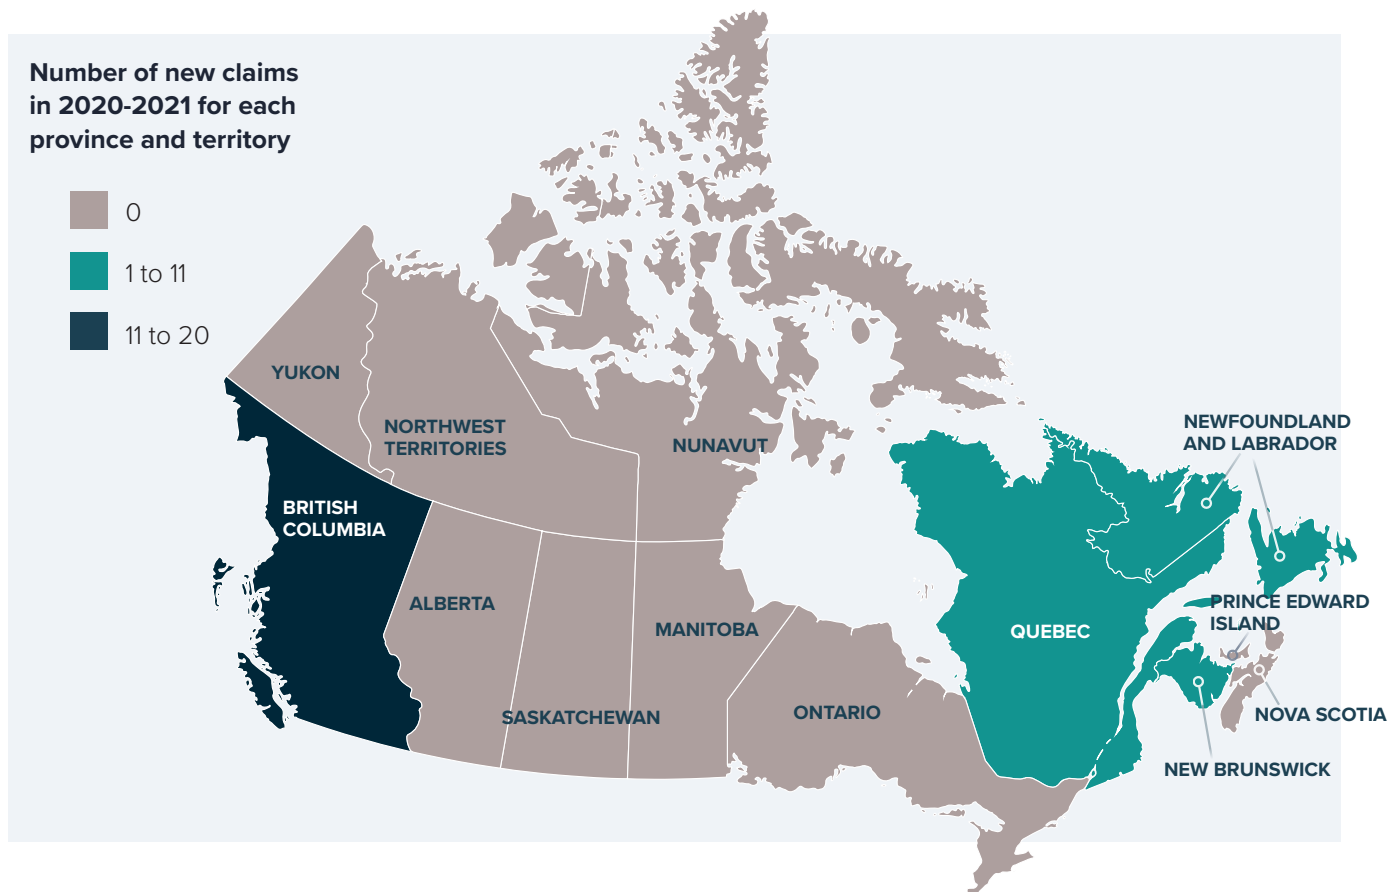 Number of new claims
in 2020-2021 for each
province and territory
0
1 to 11
11 to 20
YUKON
NORTHWEST
TERRITORIES
NUNAVUT
NEWFOUNDLAND
AND LABRADOR
BRITISH
COLUMBIA
ALBERTA
MANITOBA
QUEBEC
PRINCE EDWARD
ISLAND
SASKATCHEWAN
ONTARIO
NOVA SCOTIA
NEW BRUNSWICK